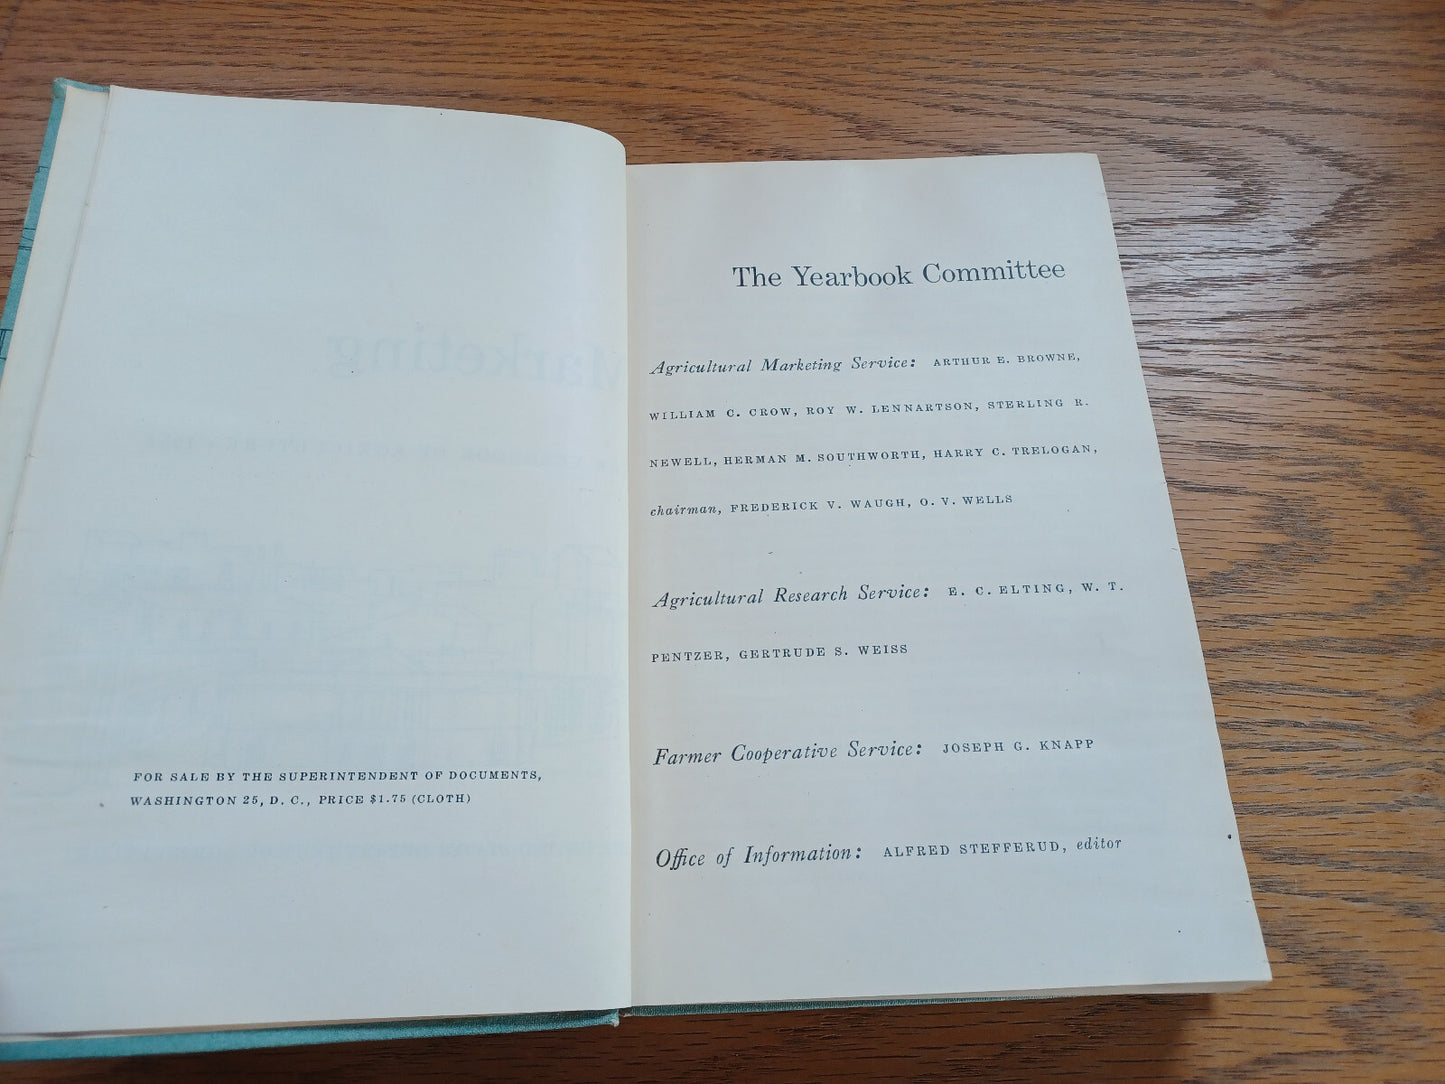 FOR SALE BY THE SUPERINTENDENT OF DOCUMENTS,
WASHINGTON 25, D. C., PRICE $1.75 (CLOTH)
The Yearbook Committee
Agricultural Marketing Service: ARTHUR E. BROWNE,
WILLIAM C. CROW, ROY W. LENNARTSON, STERLING R.
NEWELL, HERMAN M. SOUTHWORTH, HARRY C. TRELOGAN,
chairman, FREDERICK V. WAUGH, O. V. WELLS
Agricultural Research Service: E. C. ELTING, W. T.
PENTZER, GERTRUDE S. WEISS
Farmer Cooperative Service: JOSEPH G. KNAPP
Office of Information: ALFRED STEFFERUD, editor